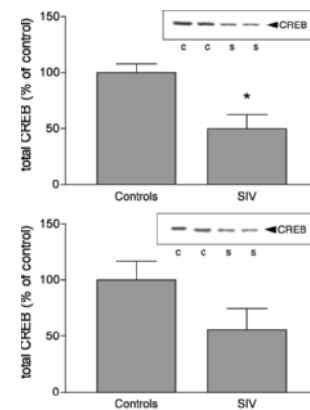 total CREB (% of control)
150
100
50
0
CREB
c c s s
*
Controls SIV
total CREB (% of control)
150
100
50
0
CREB
c c s s
Controls SIV